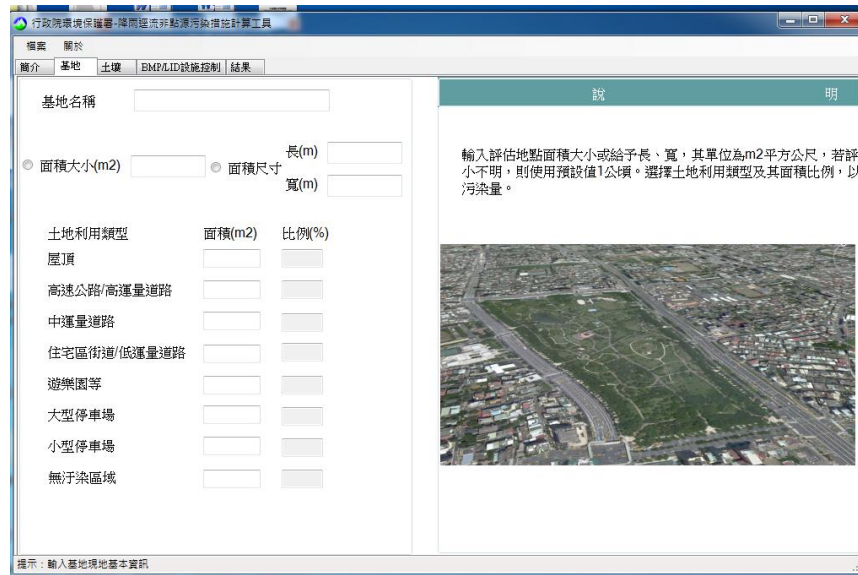 行政院環境保護署-降雨逕流非點源污染措施計算工具
檔案 關於
簡介 基地 土壤 BMP/LID設施控制 結果
基地名稱
面積大小(m2) 面積尺寸 長(m)
寬(m)
土地利用類型 面積(m2) 比例(%)
屋頂
高速公路/高運量道路
中運量道路
住宅區街道/低運量道路
遊樂園等
大型停車場
小型停車場
無汙染區域
說 明
輸入評估地點面積大小或給予長、寬，其單位為m2平方公尺，若評
小不明，則使用預設值1公頃。選擇土地利用類型及其面積比例，以
污染量。
提示：輸入基地現地基本資訊